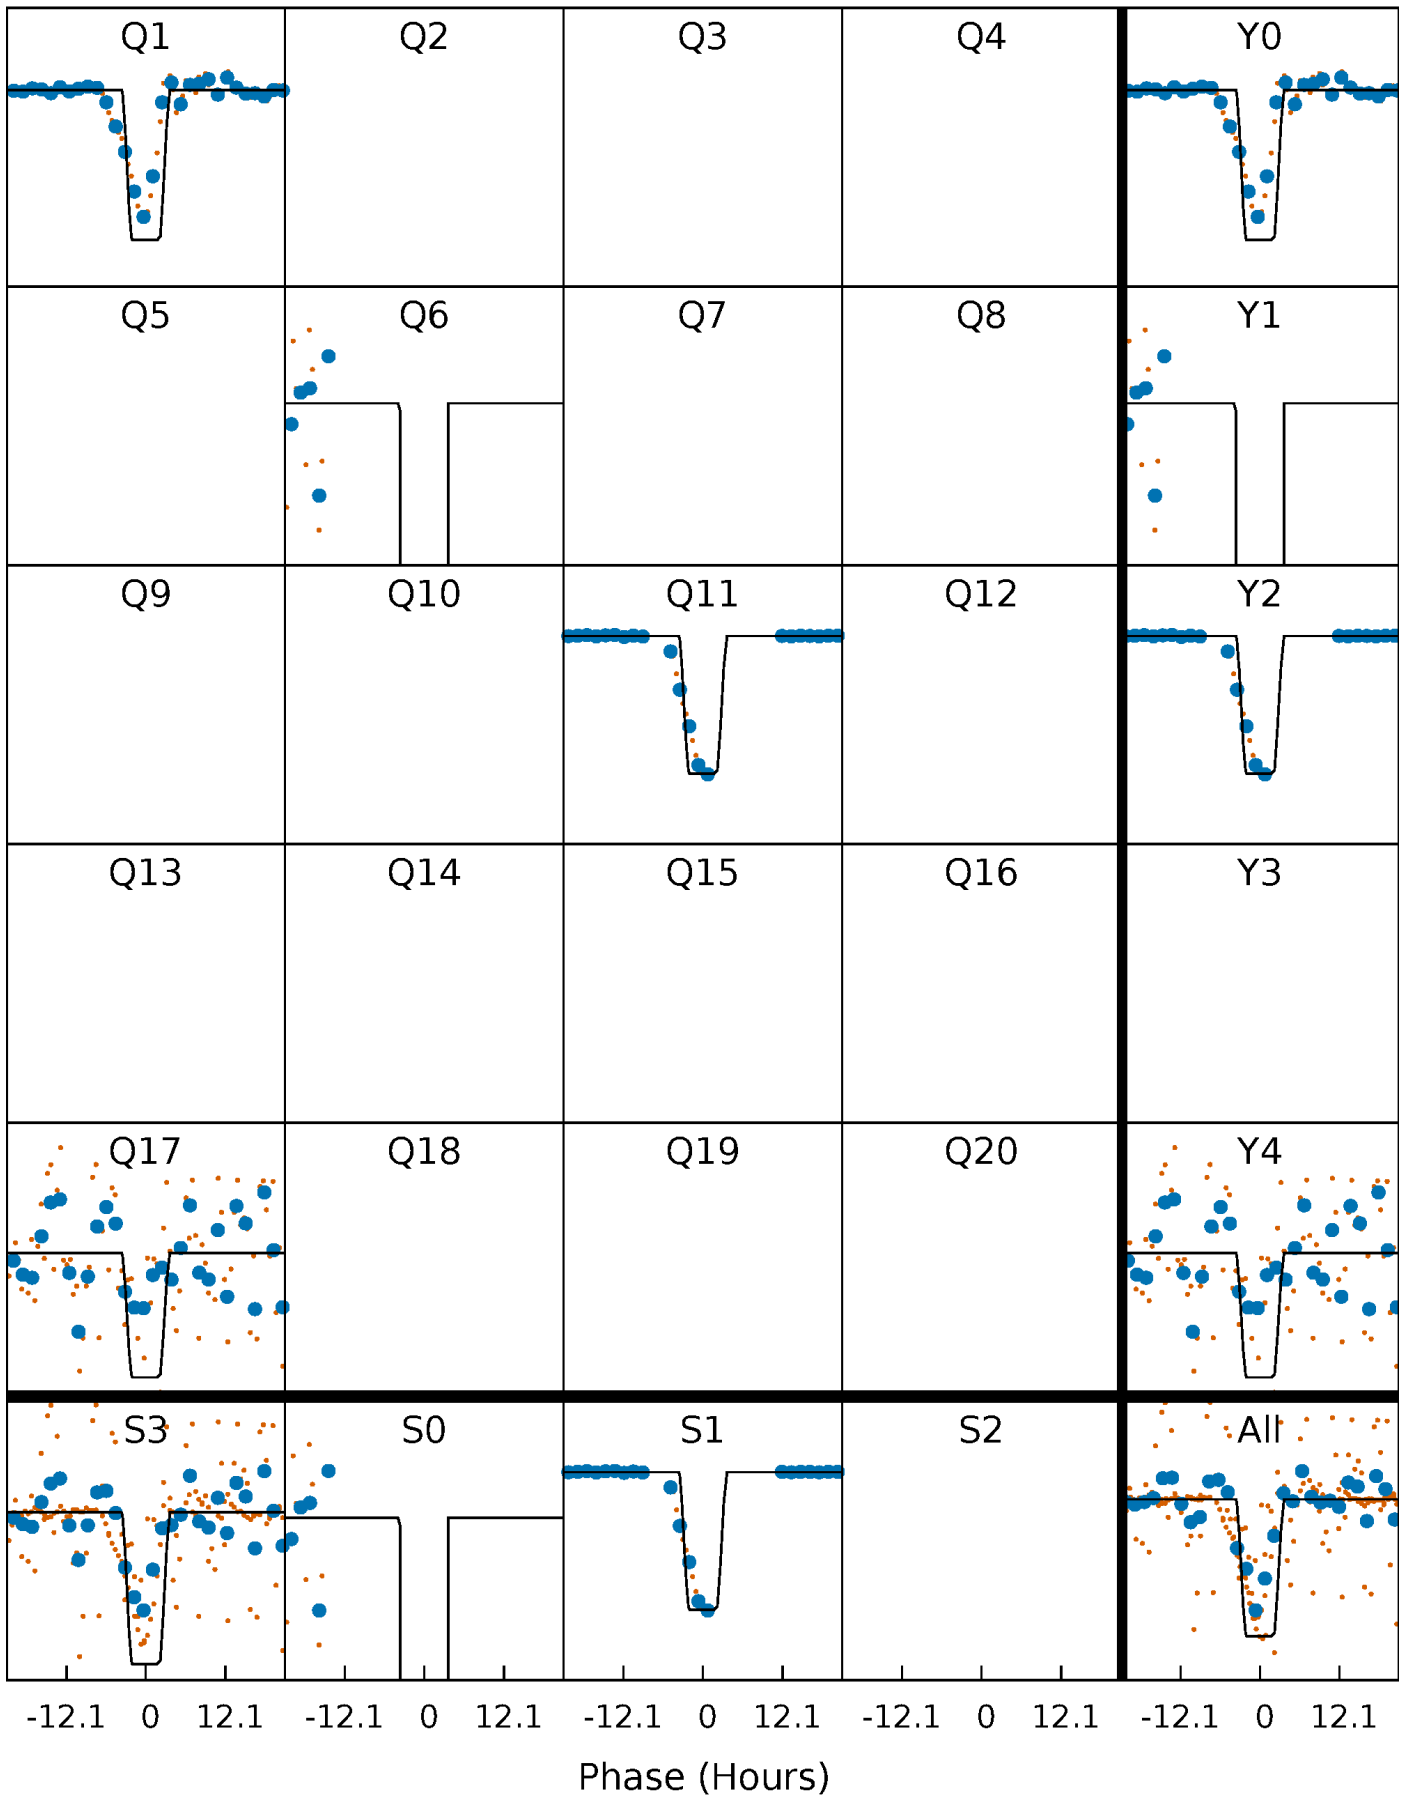 Q1 Q2 Q3 Q4 Y0
Q5 Q6 Q7 Q8 Y1
Q9 Q10 Q11 Q12 Y2
Q13 Q14 Q15 Q16 Y3
Q17 Q18 Q19 Q20 Y4
S3 S0 S1 S2 All
-12.1 0 12.1 -12.1 0 12.1 -12.1 0 12.1 -12.1 0 12.1 -12.1 0 12.1
Phase (Hours)